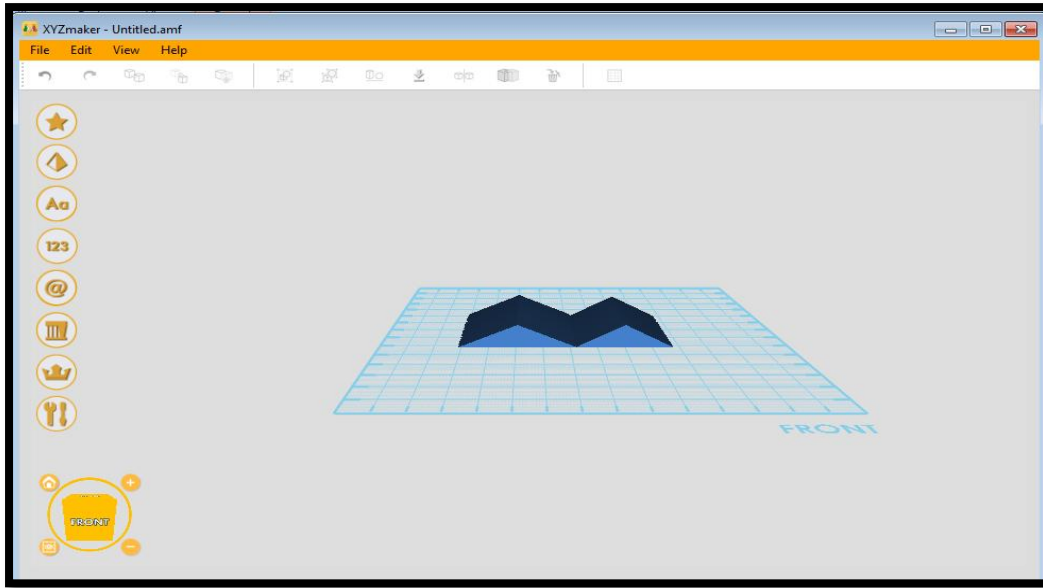 XYZmaker - Untitled.amf
File Edit View Help
Aa
123
@
FRONT
FRONT